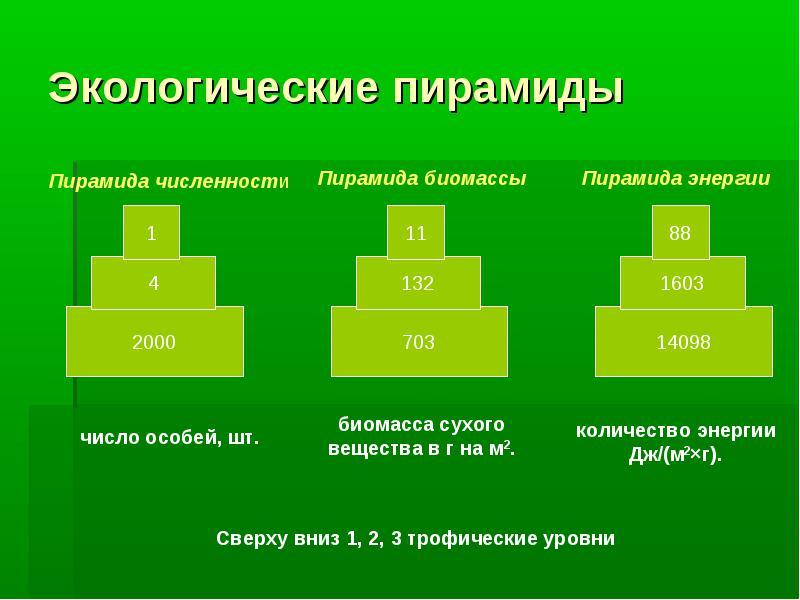 Экологические пирамиды
Пирамида численности
1
4
2000
число особей, шт.
Пирамида биомассы
11
132
703
биомасса сухого
вещества в г на м².
Пирамида энергии
88
1603
14098
количество энергии
Дж/(м²×г).
Сверху вниз 1, 2, 3 трофические уровни